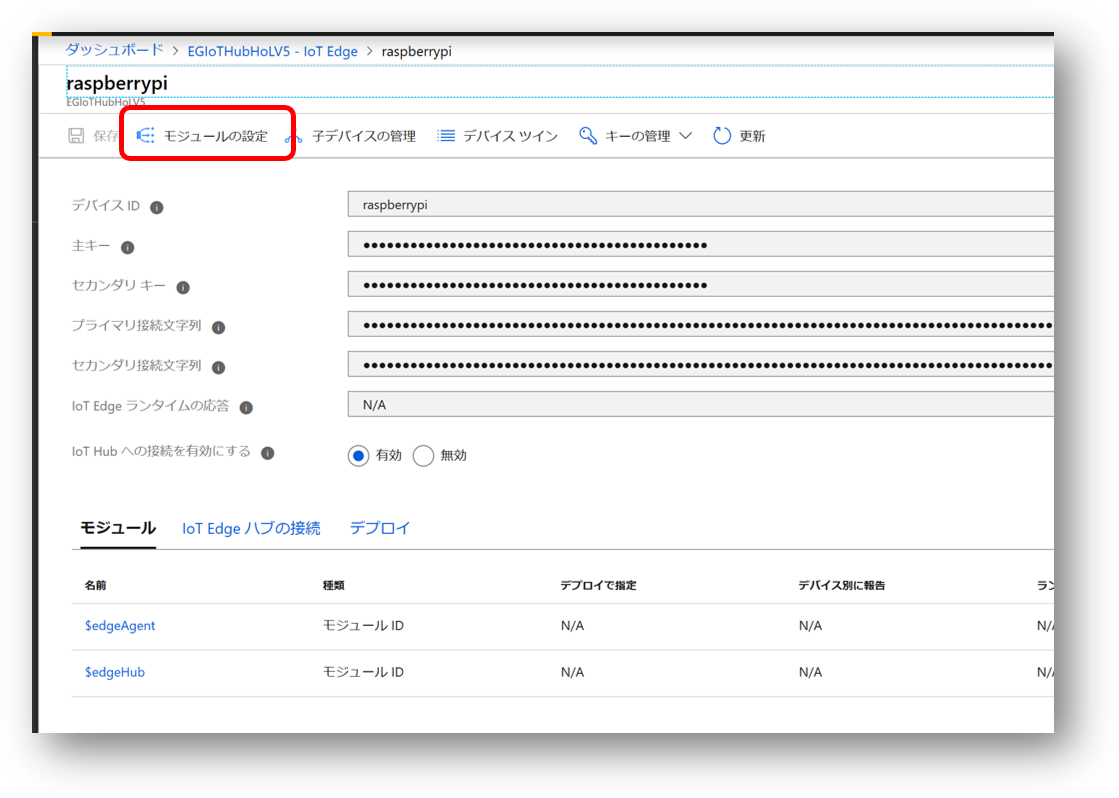 ダッシュボード > EGIoTHubHoLV5 - IoT Edge > raspberrypi
raspberrypi
EGIoTHubHoLV5
保存 モジュールの設定 子デバイスの管理 デバイス ツイン キーの管理 更新
デバイス ID raspberrypi
主キー ●●●●●●●●●●●●●●●●●●●●●●●●●●●●●●●●●●●●●●●●●●●●
セカンダリ キー ●●●●●●●●●●●●●●●●●●●●●●●●●●●●●●●●●●●●●●●●●●●●
プライマリ接続文字列
セカンダリ接続文字列
IoT Edge ランタイムの応答 N/A
IoT Hub への接続を有効にする 有効 無効
モジュール IoT Edge ハブの接続 デプロイ
名前 種類 デプロイで指定 デバイス別に報告 ラン
$edgeAgent モジュール ID N/A N/A N/A
$edgeHub モジュール ID N/A N/A N/A